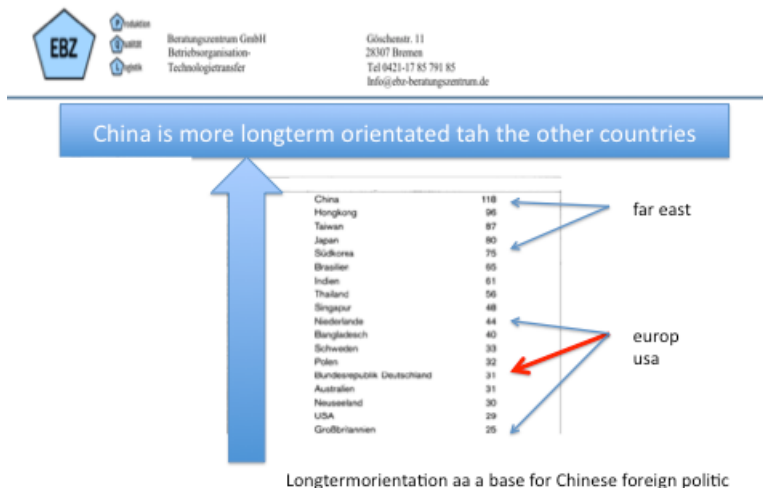 EBZ
Produktion
Qualität
Logistik
Beratungszentrum GmbH
Betriebsorganisation-
Technologietransfer
Göschenstr. 11
28307 Bremen
Tel 0421-17 85 791 85
Info@ebz-beratungszentrum.de
China is more longterm orientated tah the other countries
China 118
Hongkong 96
Taiwan 87
Japan 80
Südkorea 75
Brasilien 65
Indien 61
Thailand 56
Singapur 48
Niederlande 44
Bangladesch 40
Schweden 33
Polen 32
Bundesrepublik Deutschland 31
Australien 31
Neuseeland 30
USA 29
Großbritannien 25
far east
europ
usa
Longtermorientation aa a base for Chinese foreign politic